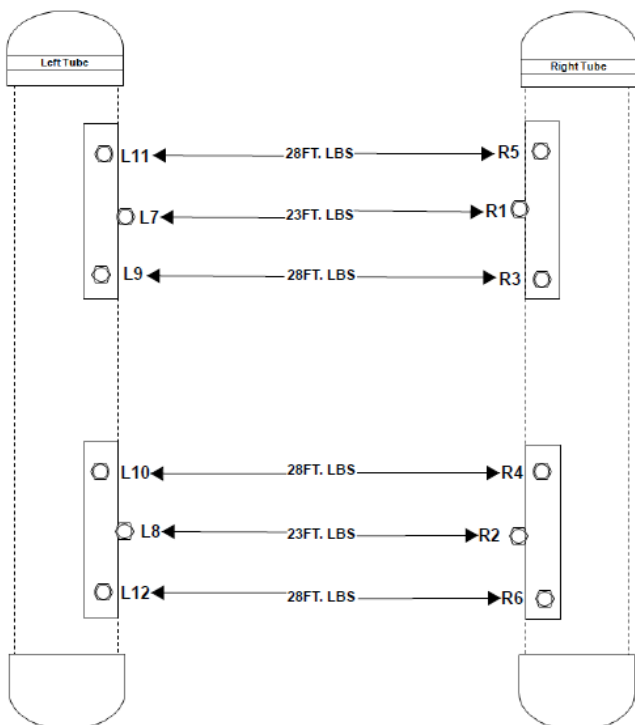 Left Tube
Right Tube
L11 28FT. LBS R5
L7 23FT. LBS R1
L9 28FT. LBS R3
L10 28FT. LBS R4
L8 23FT. LBS R2
L12 28FT. LBS R6